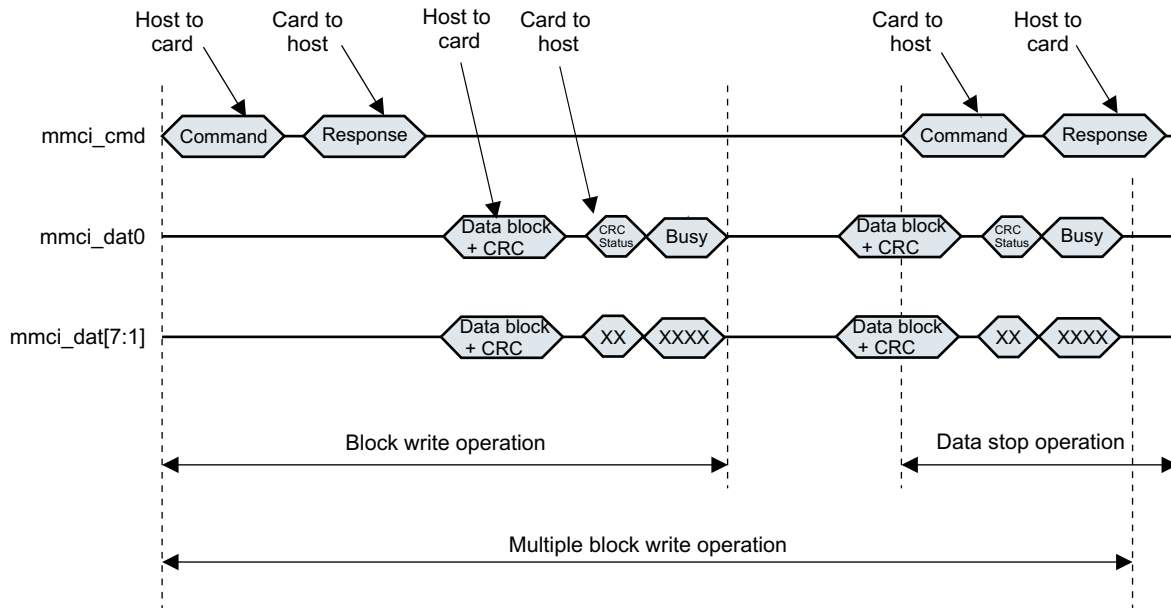 Host to
card
Card to
host
Host to
card
Card to
host
Card to
host
Host to
card
mmci_cmd
Command
Response
Command
Response
mmci_dat0
Data block
+ CRC
CRC
Status
Busy
Data block
+ CRC
CRC
Status
Busy
mmci_dat[7:1]
Data block
+ CRC
XX
XXXX
Data block
+ CRC
XX
XXXX
Block write operation
Data stop operation
Multiple block write operation